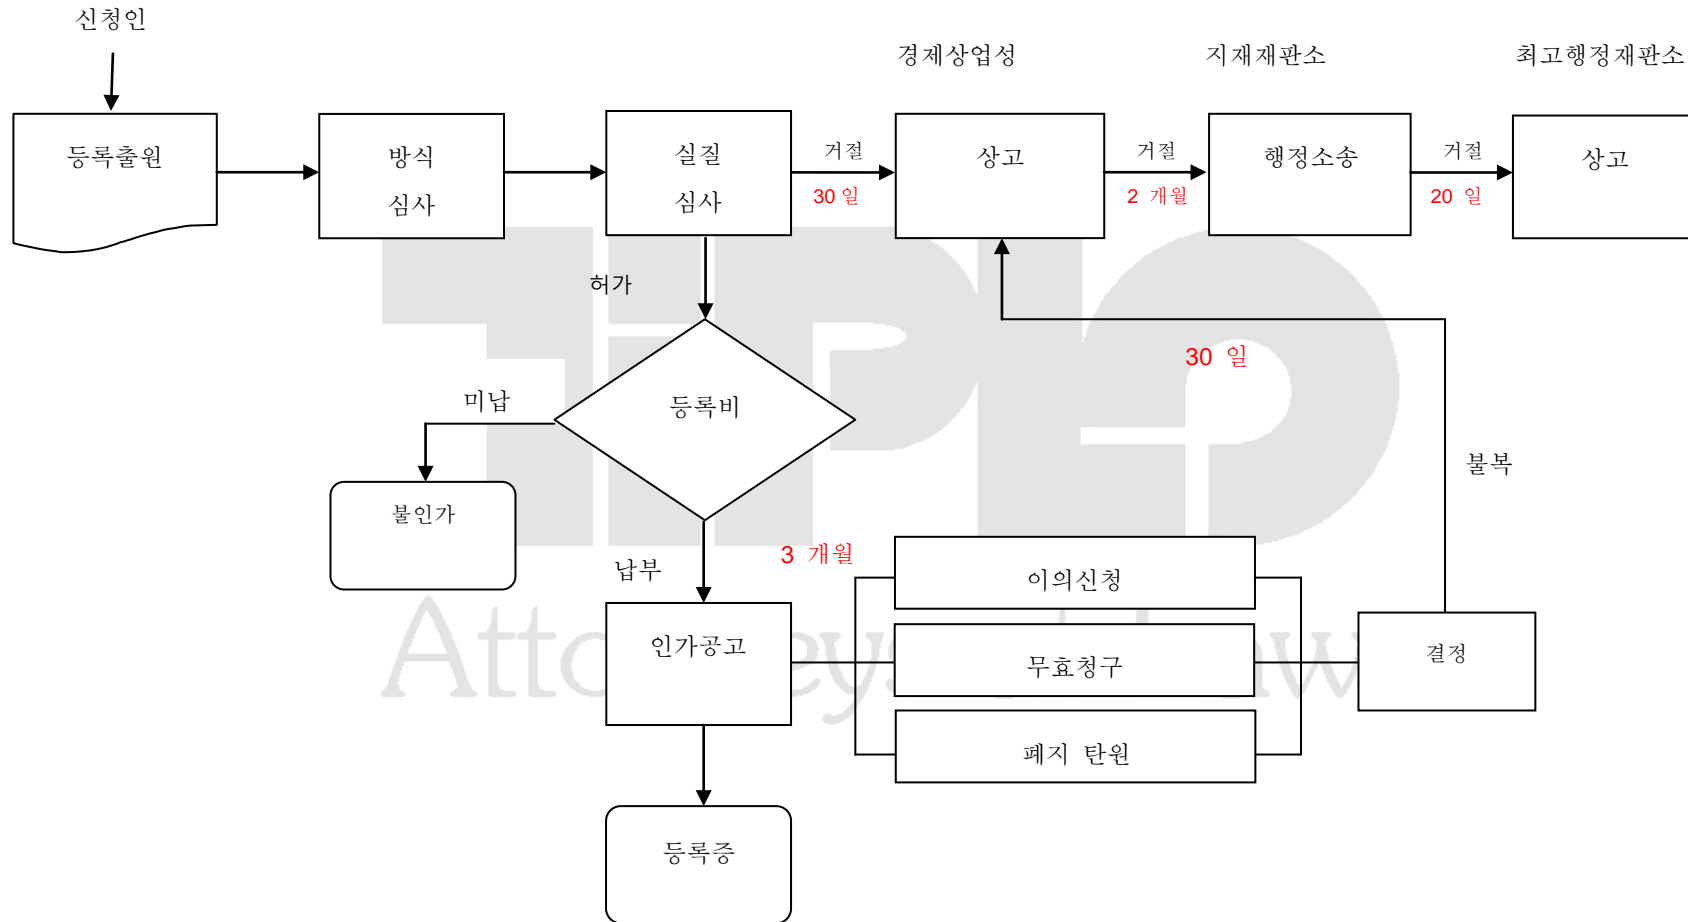 신청인
경제상업성
지재재판소
최고행정재판소
등록출원
방식
심사
실질
심사
거절
30 일
상고
거절
2 개월
행정소송
거절
20 일
상고
허가
30 일
미납
등록비
불복
불인가
납부
3 개월
이의신청
인가공고
무효청구
결정
폐지 탄원
등록증
TIPLO
Attorneys-at-Law